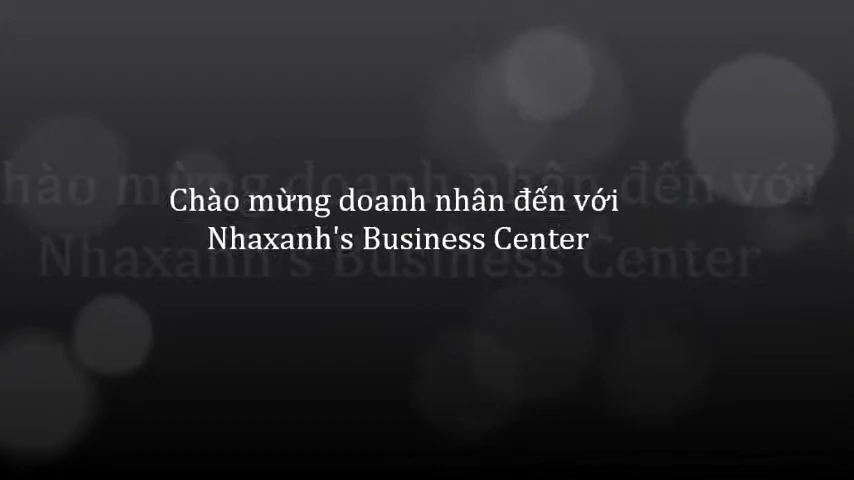 Chào mừng doanh nhân đến với
Nhaxanh's Business Center